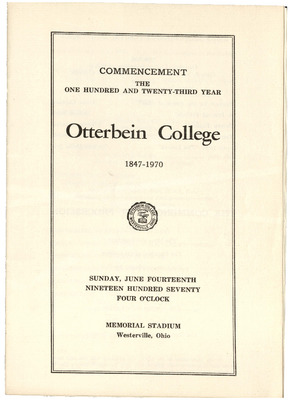 COMMENCEMENT
THE
ONE HUNDRED AND TWENTY-THIRD YEAR
Otterbein College
1847-1970
SUNDAY, JUNE FOURTEENTH
NINETEEN HUNDRED SEVENTY
FOUR O'CLOCK
MEMORIAL STADIUM
Westerville, Ohio